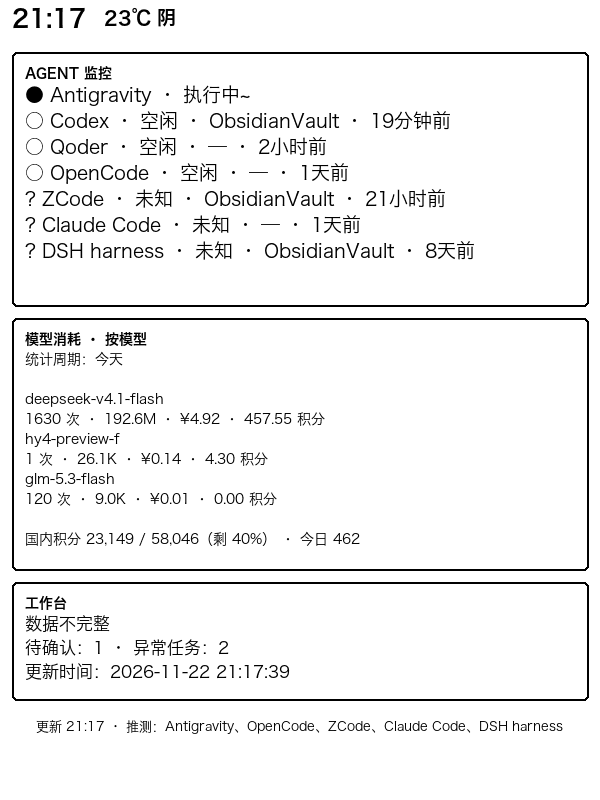 21:17 23℃ 阴
AGENT 监控
● Antigravity · 执行中~
○ Codex · 空闲 · ObsidianVault · 19分钟前
○ Qoder · 空闲 · — · 2小时前
○ OpenCode · 空闲 · — · 1天前
? ZCode · 未知 · ObsidianVault · 21小时前
? Claude Code · 未知 · — · 1天前
? DSH harness · 未知 · ObsidianVault · 8天前
模型消耗 · 按模型
统计周期：今天
deepseek-v4.1-flash
1630 次 · 192.6M · ¥4.92 · 457.55 积分
hy4-preview-f
1 次 · 26.1K · ¥0.14 · 4.30 积分
glm-5.3-flash
120 次 · 9.0K · ¥0.01 · 0.00 积分
国内积分 23,149 / 58,046（剩 40%） · 今日 462
工作台
数据不完整
待确认：1 · 异常任务：2
更新时间：2026-11-22 21:17:39
更新 21:17 · 推测：Antigravity、OpenCode、ZCode、Claude Code、DSH harness